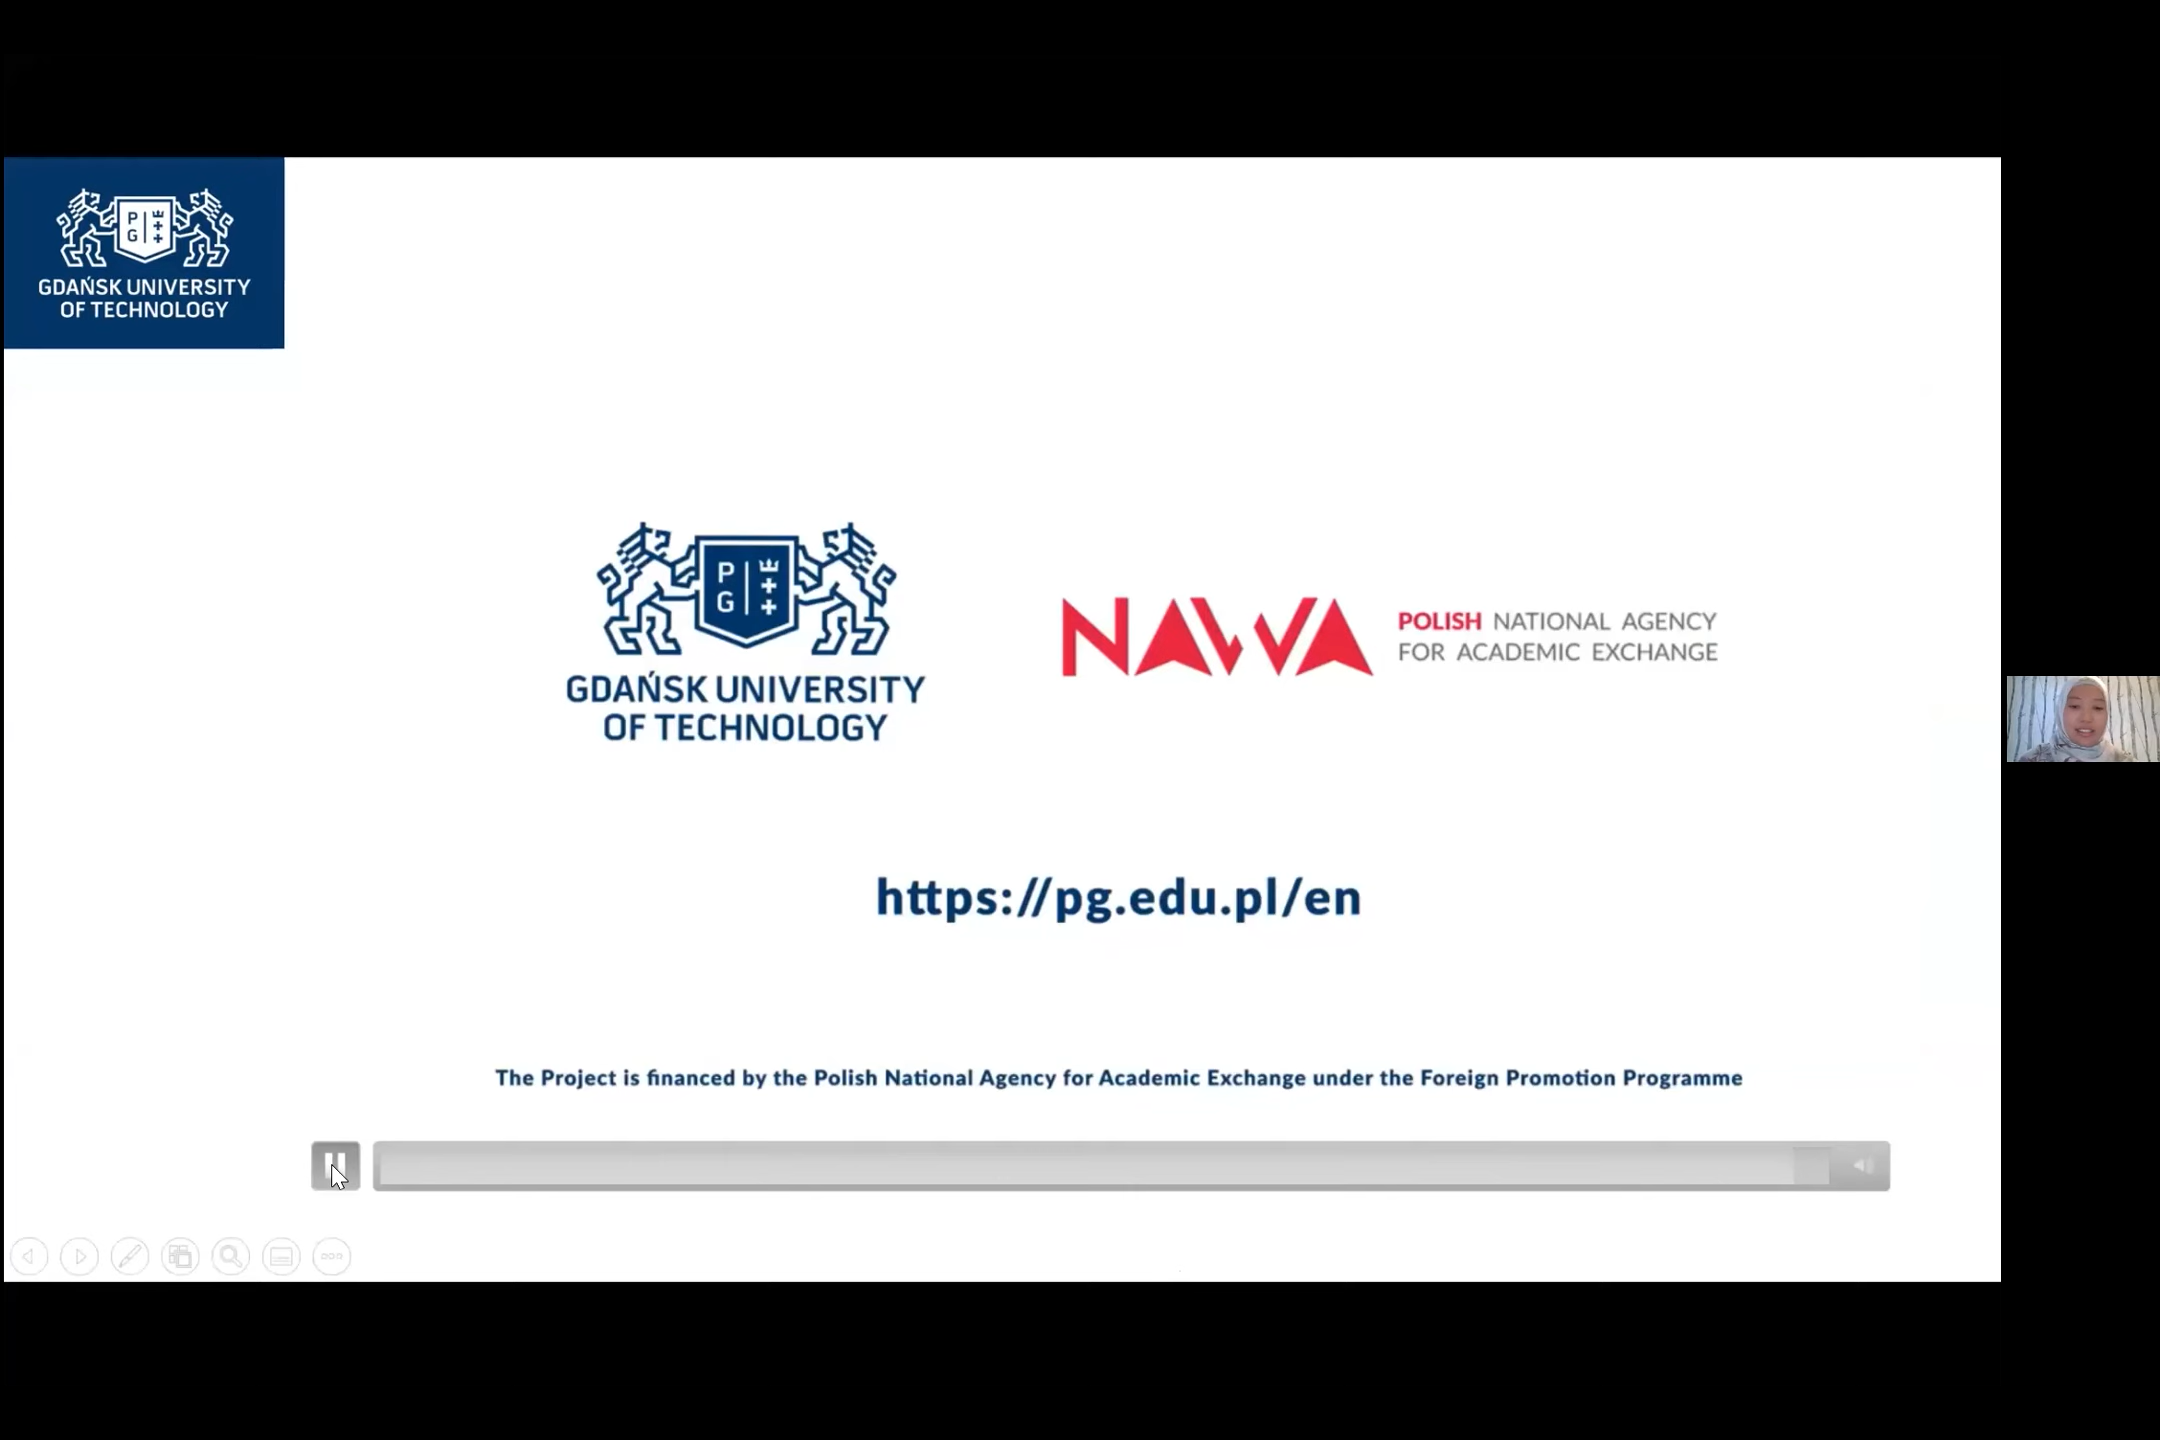 P G
GDAŃSK UNIVERSITY
OF TECHNOLOGY
P G
GDAŃSK UNIVERSITY
OF TECHNOLOGY
NAWA
POLISH NATIONAL AGENCY
FOR ACADEMIC EXCHANGE
https://pg.edu.pl/en
The Project is financed by the Polish National Agency for Academic Exchange under the Foreign Promotion Programme